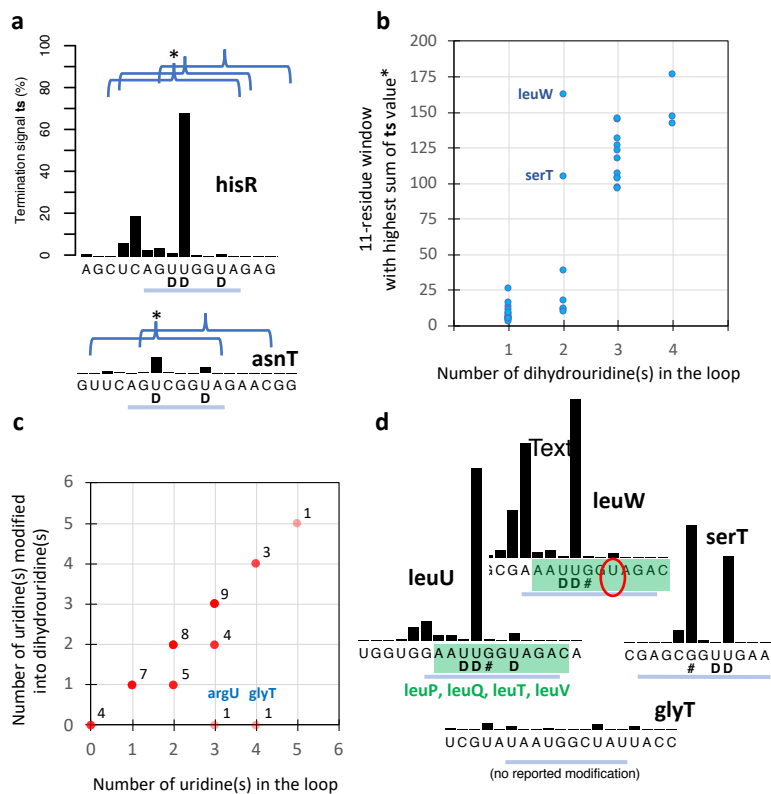 a
*
Termination signal ts (%)
100
80
60
40
20
0
hisR
AGCUCAGUUGGUAGAG
DD D
*
asnT
GUUCAGUCGGUAGAACGG
D D
b
11-residue window
with highest sum of ts value*
200
175
150
125
100
75
50
25
0
leuW
serT
1 2 3 4
Number of dihydrouridine(s) in the loop
c
Number of uridine(s) modified
into dihydrouridine(s)
6
5
4
3
2
1
0
1
3
9
8 4
7 5
argU glyT
4 1 1
0 1 2 3 4 5 6
Number of uridine(s) in the loop
d
Text
leuW
GCGAAAUUGGUAGAC
DD#
leuU
UGGUGGAAUUGGUAGACA
DD# D
leuP, leuQ, leuT, leuV
serT
CGAGCGGUUGAA
# DD
glyT
UCGUAUAAUGGCUAUUACC
(no reported modification)